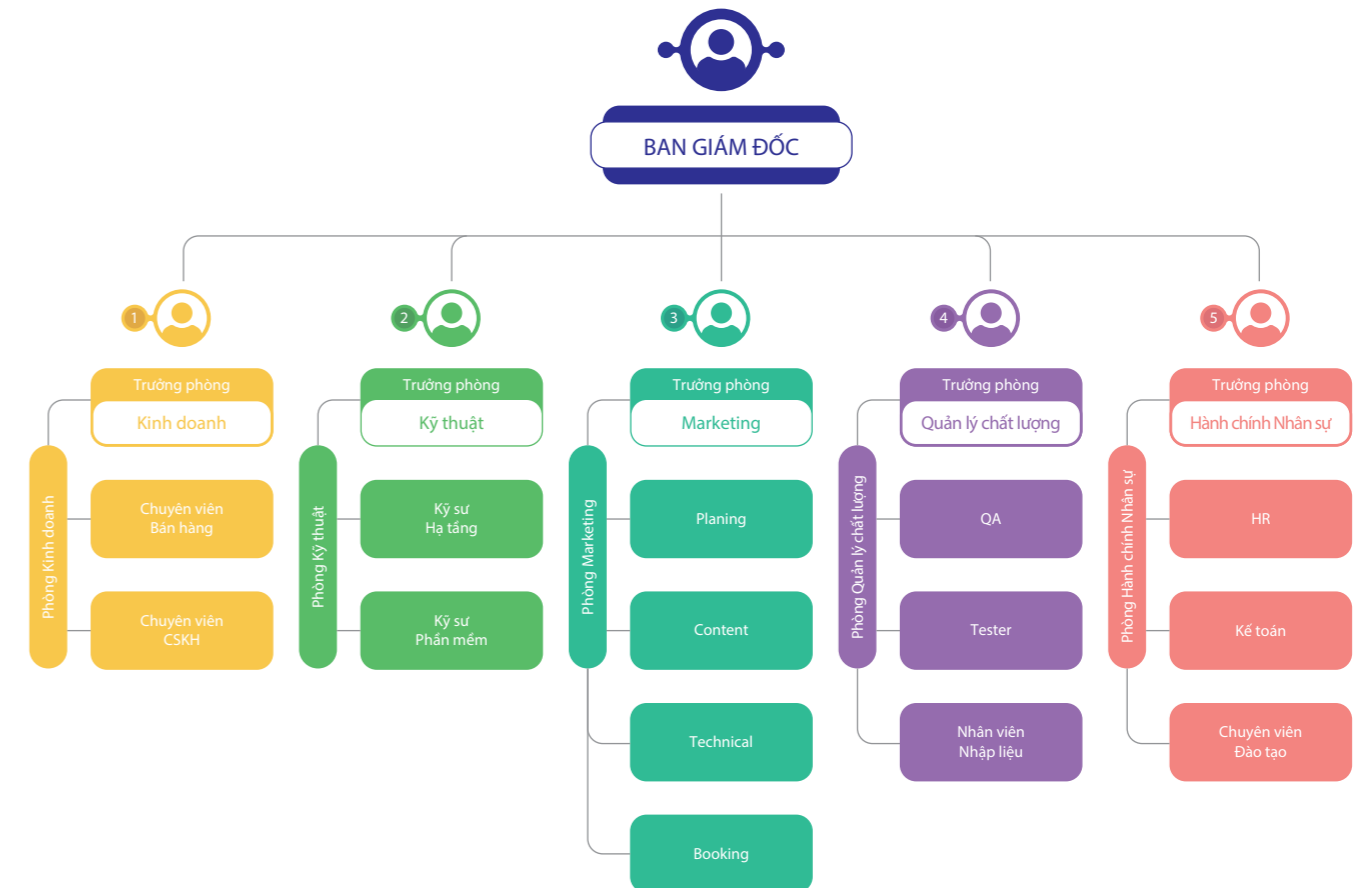 BAN GIÁM ĐỐC
1
Trưởng phòng
Kinh doanh
Phòng Kinh doanh
Chuyên viên
Bán hàng
Chuyên viên
CSKH
2
Trưởng phòng
Kỹ thuật
Phòng Kỹ thuật
Kỹ sư
Hạ tầng
Kỹ sư
Phần mềm
3
Trưởng phòng
Marketing
Phòng Marketing
Planing
Content
Technical
Booking
4
Trưởng phòng
Quản lý chất lượng
Phòng Quản lý chất lượng
QA
Tester
Nhân viên
Nhập liệu
5
Trưởng phòng
Hành chính Nhân sự
Phòng Hành chính Nhân sự
HR
Kế toán
Chuyên viên
Đào tạo